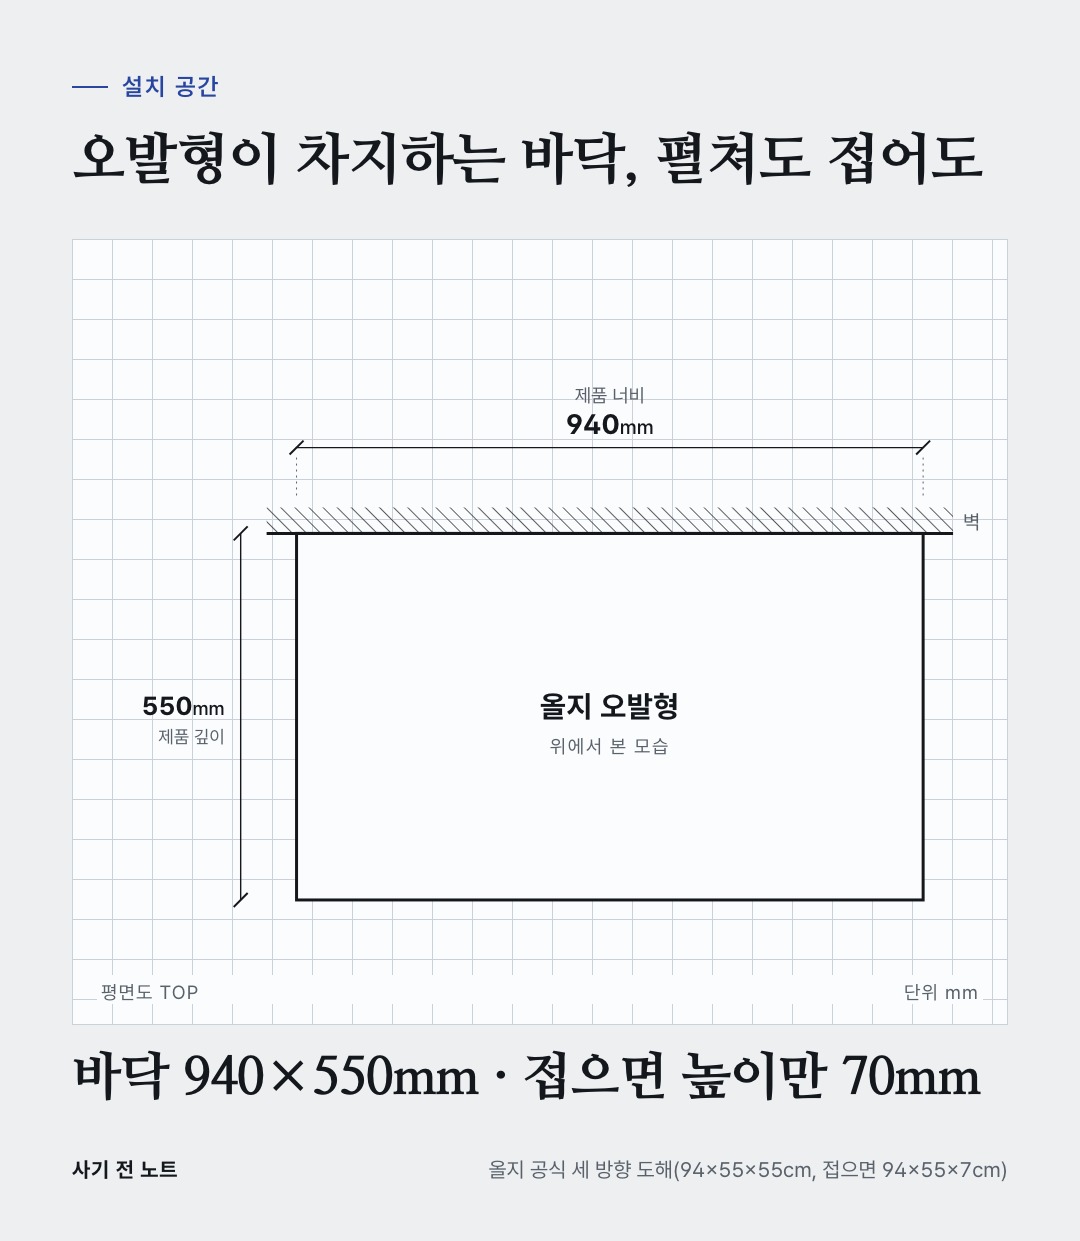 설치 공간
오발형이 차지하는 바닥, 펼쳐도 접어도
제품 너비
940mm
벽
550mm
제품 깊이
올지 오발형
위에서 본 모습
평면도 TOP
단위 mm
바닥 940×550mm · 접으면 높이만 70mm
사기 전 노트
올지 공식 세 방향 도해(94×55×55cm, 접으면 94×55×7cm)